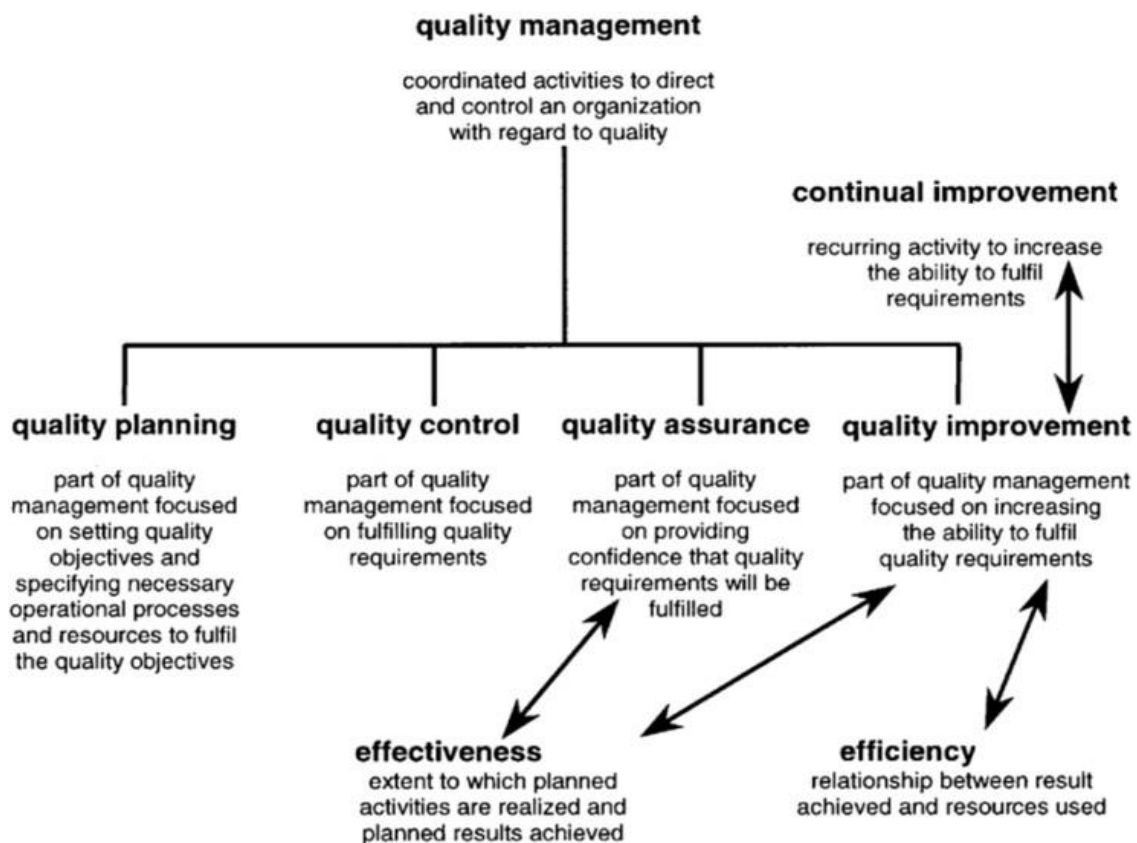 quality management
coordinated activities to direct
and control an organization
with regard to quality
continual improvement
recurring activity to increase
the ability to fulfil
requirements
quality planning
part of quality
management focused
on setting quality
objectives and
specifying necessary
operational processes
and resources to fulfil
the quality objectives
quality control
part of quality
management focused
on fulfilling quality
requirements
quality assurance
part of quality
management focused
on providing
confidence that quality
requirements will be
fulfilled
quality improvement
part of quality management
focused on increasing
the ability to fulfil
quality requirements
effectiveness
extent to which planned
activities are realized and
planned results achieved
efficiency
relationship between result
achieved and resources used